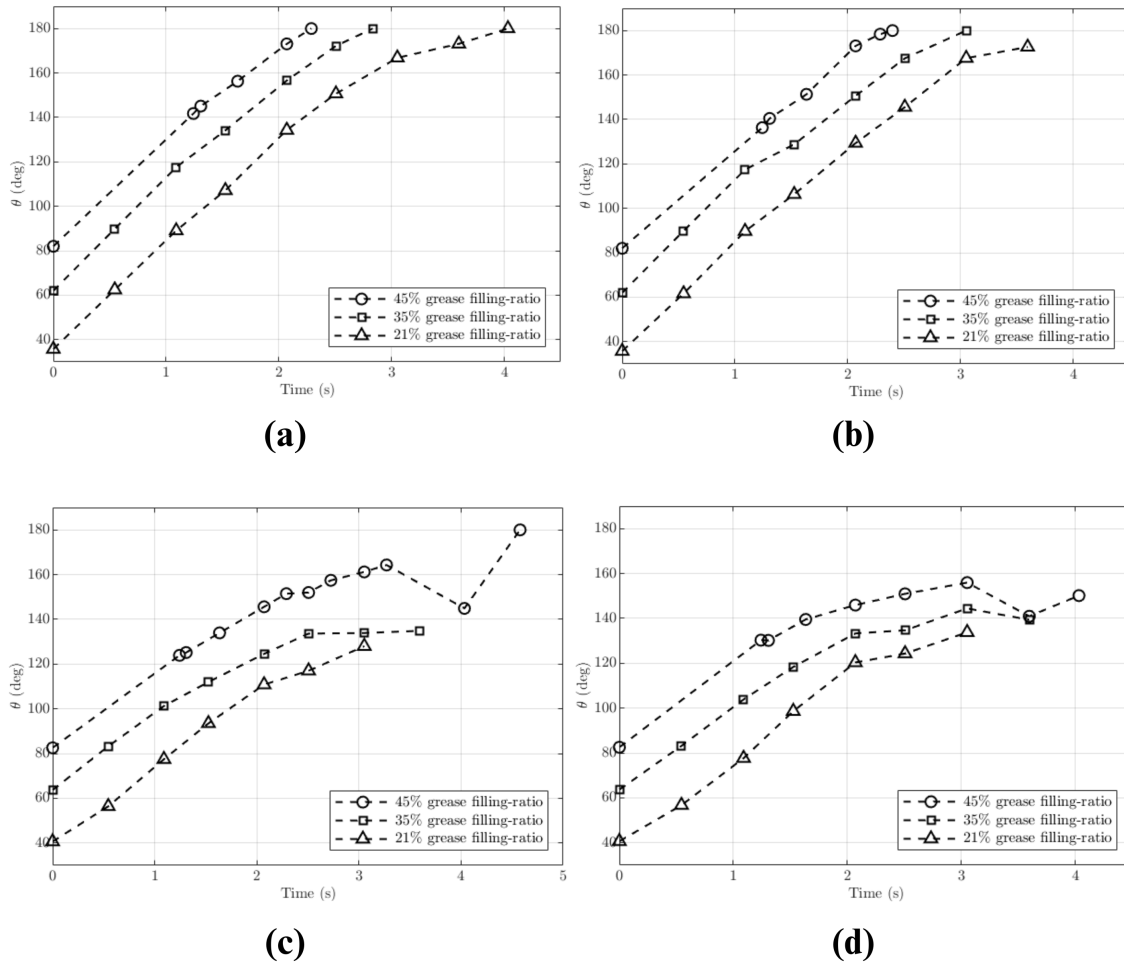 180
160
140
120
100
80
60
40
θ (deg)
0 1 2 3 4
Time (s)
45% grease filling-ratio
35% grease filling-ratio
21% grease filling-ratio
(a)
180
160
140
120
100
80
60
40
θ (deg)
0 1 2 3 4
Time (s)
45% grease filling-ratio
35% grease filling-ratio
21% grease filling-ratio
(b)
180
160
140
120
100
80
60
40
θ (deg)
0 1 2 3 4 5
Time (s)
45% grease filling-ratio
35% grease filling-ratio
21% grease filling-ratio
(c)
180
160
140
120
100
80
60
40
θ (deg)
0 1 2 3 4
Time (s)
45% grease filling-ratio
35% grease filling-ratio
21% grease filling-ratio
(d)